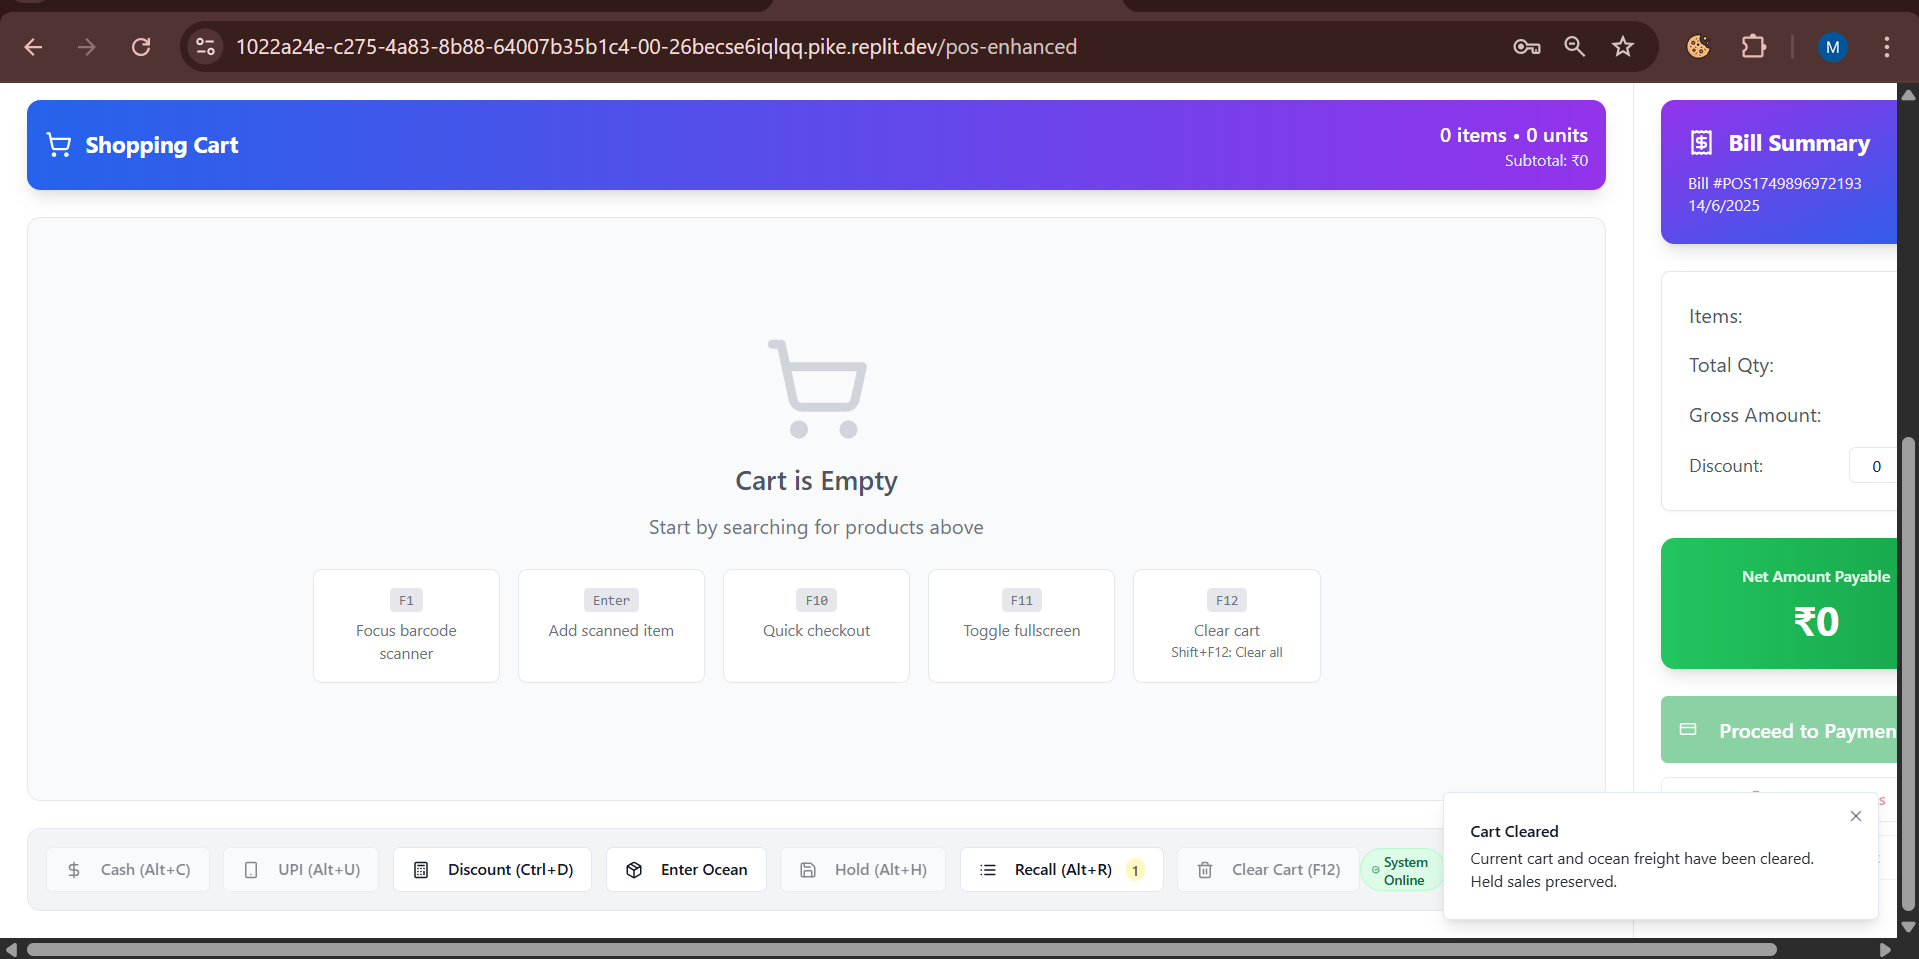 1022a24e-c275-4a83-8b88-64007b35b1c4-00-26becse6iqlqq.pike.replit.dev/pos-enhanced
M
Shopping Cart
0 items • 0 units
Subtotal: ₹0
Cart is Empty
Start by searching for products above
F1
Focus barcode
scanner
Enter
Add scanned item
F10
Quick checkout
F11
Toggle fullscreen
F12
Clear cart
Shift+F12: Clear all
Cash (Alt+C)
UPI (Alt+U)
Discount (Ctrl+D)
Enter Ocean
Hold (Alt+H)
Recall (Alt+R) 1
Clear Cart (F12)
System
Online
Bill Summary
Bill #POS1749896972193
14/6/2025
Items:
Total Qty:
Gross Amount:
Discount: 0
Net Amount Payable
₹0
Proceed to Paymen
Cart Cleared
Current cart and ocean freight have been cleared.
Held sales preserved.